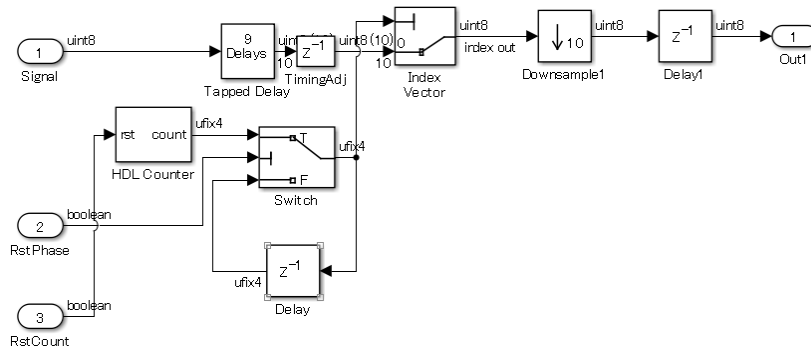 1
uint8
Signal
9
Delays
10
Tapped Delay
Z-1
TimingAdj
uint8 (10)
0
10
Index
Vector
uint8
index out
10
Downsample1
uint8
Z-1
Delay1
uint8
1
Out1
rst count
HDL Counter
ufix4
T
F
Switch
ufix4
2
boolean
RstPhase
Z-1
ufix4
Delay
3
boolean
RstCount